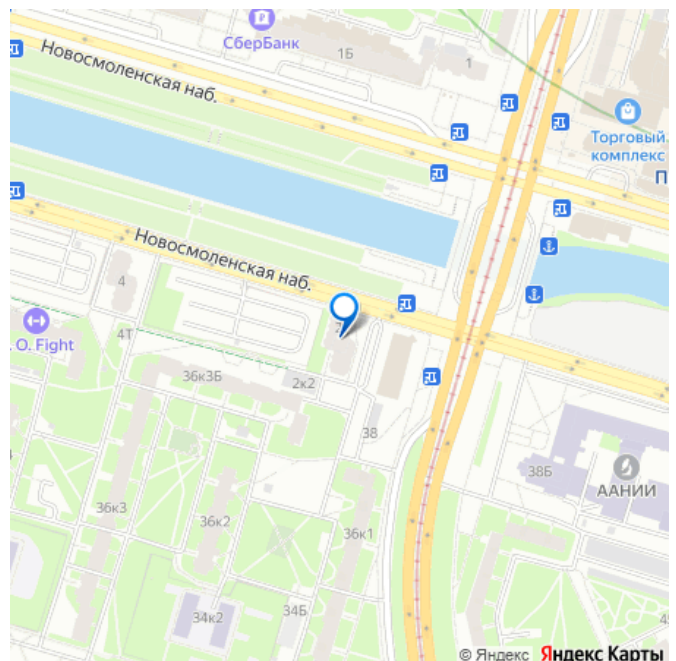 СберБанк
1Б
1
Новосмоленская наб.
Торговый
комплекс
П
Новосмоленская наб.
4
4Т
. O. Fight
36к3Б
2к2
38
38Б
ААНИИ
36к3
36к2
36к1
34к2
34Б
© Яндекс Яндекс Карты